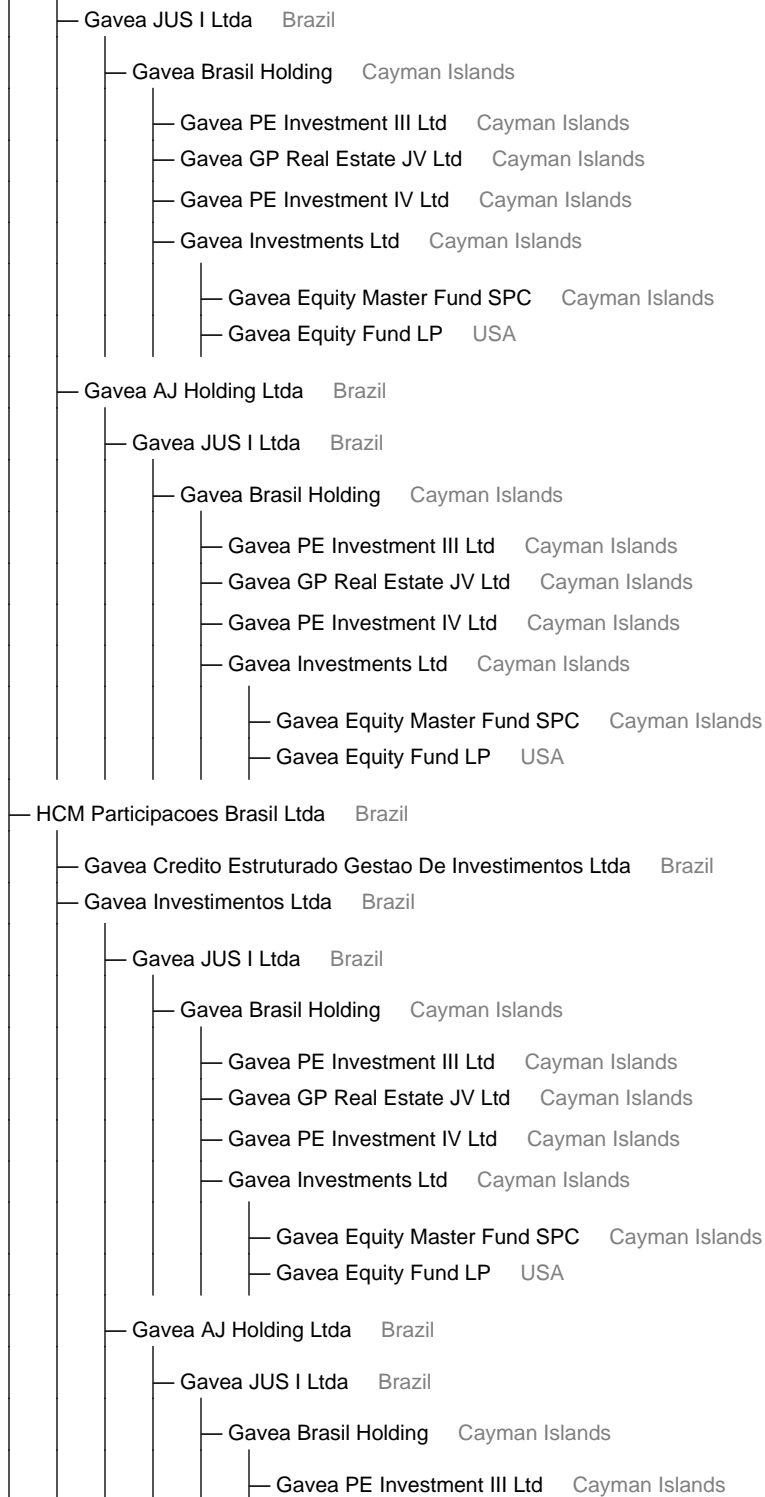 Gavea JUS I Ltda Brazil
Gavea Brasil Holding Cayman Islands
Gavea PE Investment III Ltd Cayman Islands
Gavea GP Real Estate JV Ltd Cayman Islands
Gavea PE Investment IV Ltd Cayman Islands
Gavea Investments Ltd Cayman Islands
Gavea Equity Master Fund SPC Cayman Islands
Gavea Equity Fund LP USA
Gavea AJ Holding Ltda Brazil
Gavea JUS I Ltda Brazil
Gavea Brasil Holding Cayman Islands
Gavea PE Investment III Ltd Cayman Islands
Gavea GP Real Estate JV Ltd Cayman Islands
Gavea PE Investment IV Ltd Cayman Islands
Gavea Investments Ltd Cayman Islands
Gavea Equity Master Fund SPC Cayman Islands
Gavea Equity Fund LP USA
HCM Participacoes Brasil Ltda Brazil
Gavea Credito Estruturado Gestao De Investimentos Ltda Brazil
Gavea Investimentos Ltda Brazil
Gavea JUS I Ltda Brazil
Gavea Brasil Holding Cayman Islands
Gavea PE Investment III Ltd Cayman Islands
Gavea GP Real Estate JV Ltd Cayman Islands
Gavea PE Investment IV Ltd Cayman Islands
Gavea Investments Ltd Cayman Islands
Gavea Equity Master Fund SPC Cayman Islands
Gavea Equity Fund LP USA
Gavea AJ Holding Ltda Brazil
Gavea JUS I Ltda Brazil
Gavea Brasil Holding Cayman Islands
Gavea PE Investment III Ltd Cayman Islands